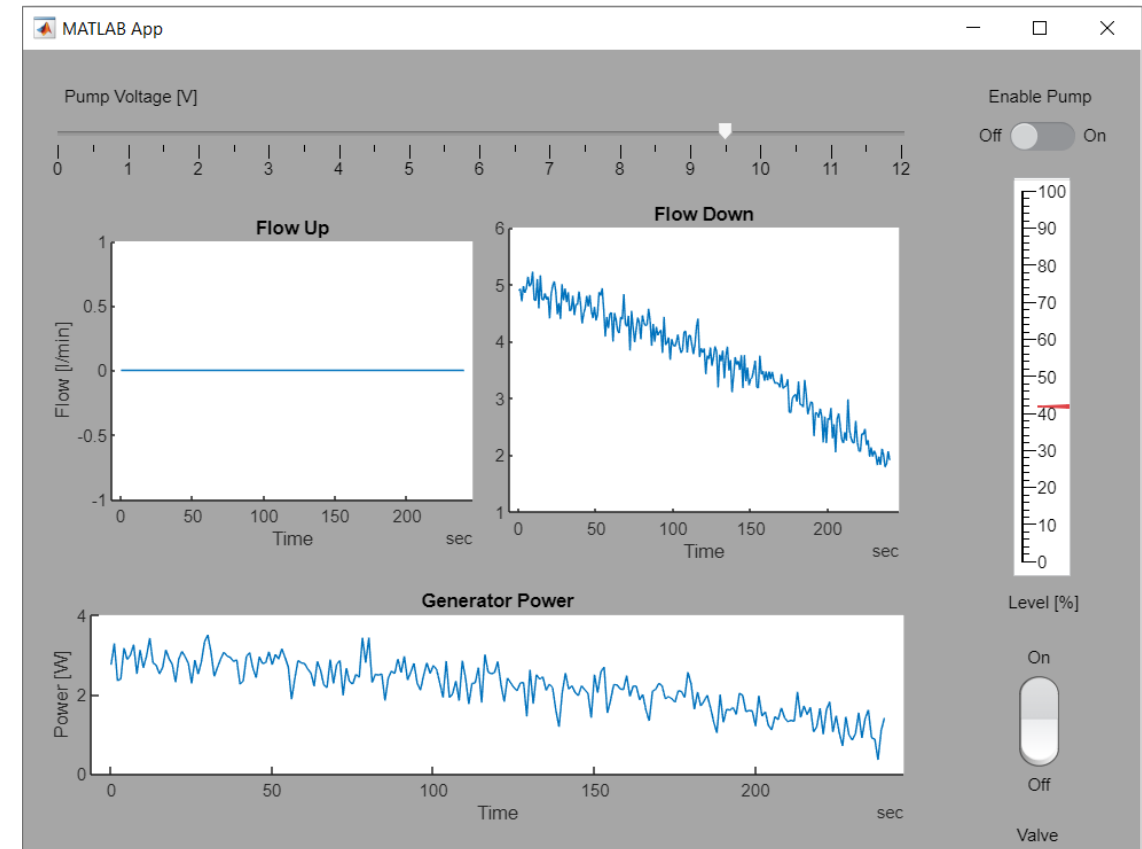 MATLAB App
Pump Voltage [V]
0 1 2 3 4 5 6 7 8 9 10 11 12
Enable Pump
Off On
Flow Up
1
0.5
0
-0.5
-1
Flow [l/min]
0 50 100 150 200
Time
sec
Flow Down
6
5
4
3
2
1
0 50 100 150 200
Time
sec
100
90
80
70
60
50
40
30
20
10
0
Level [%]
Generator Power
4
2
0
Power [W]
0 50 100 150 200
Time
sec
On
Off
Valve